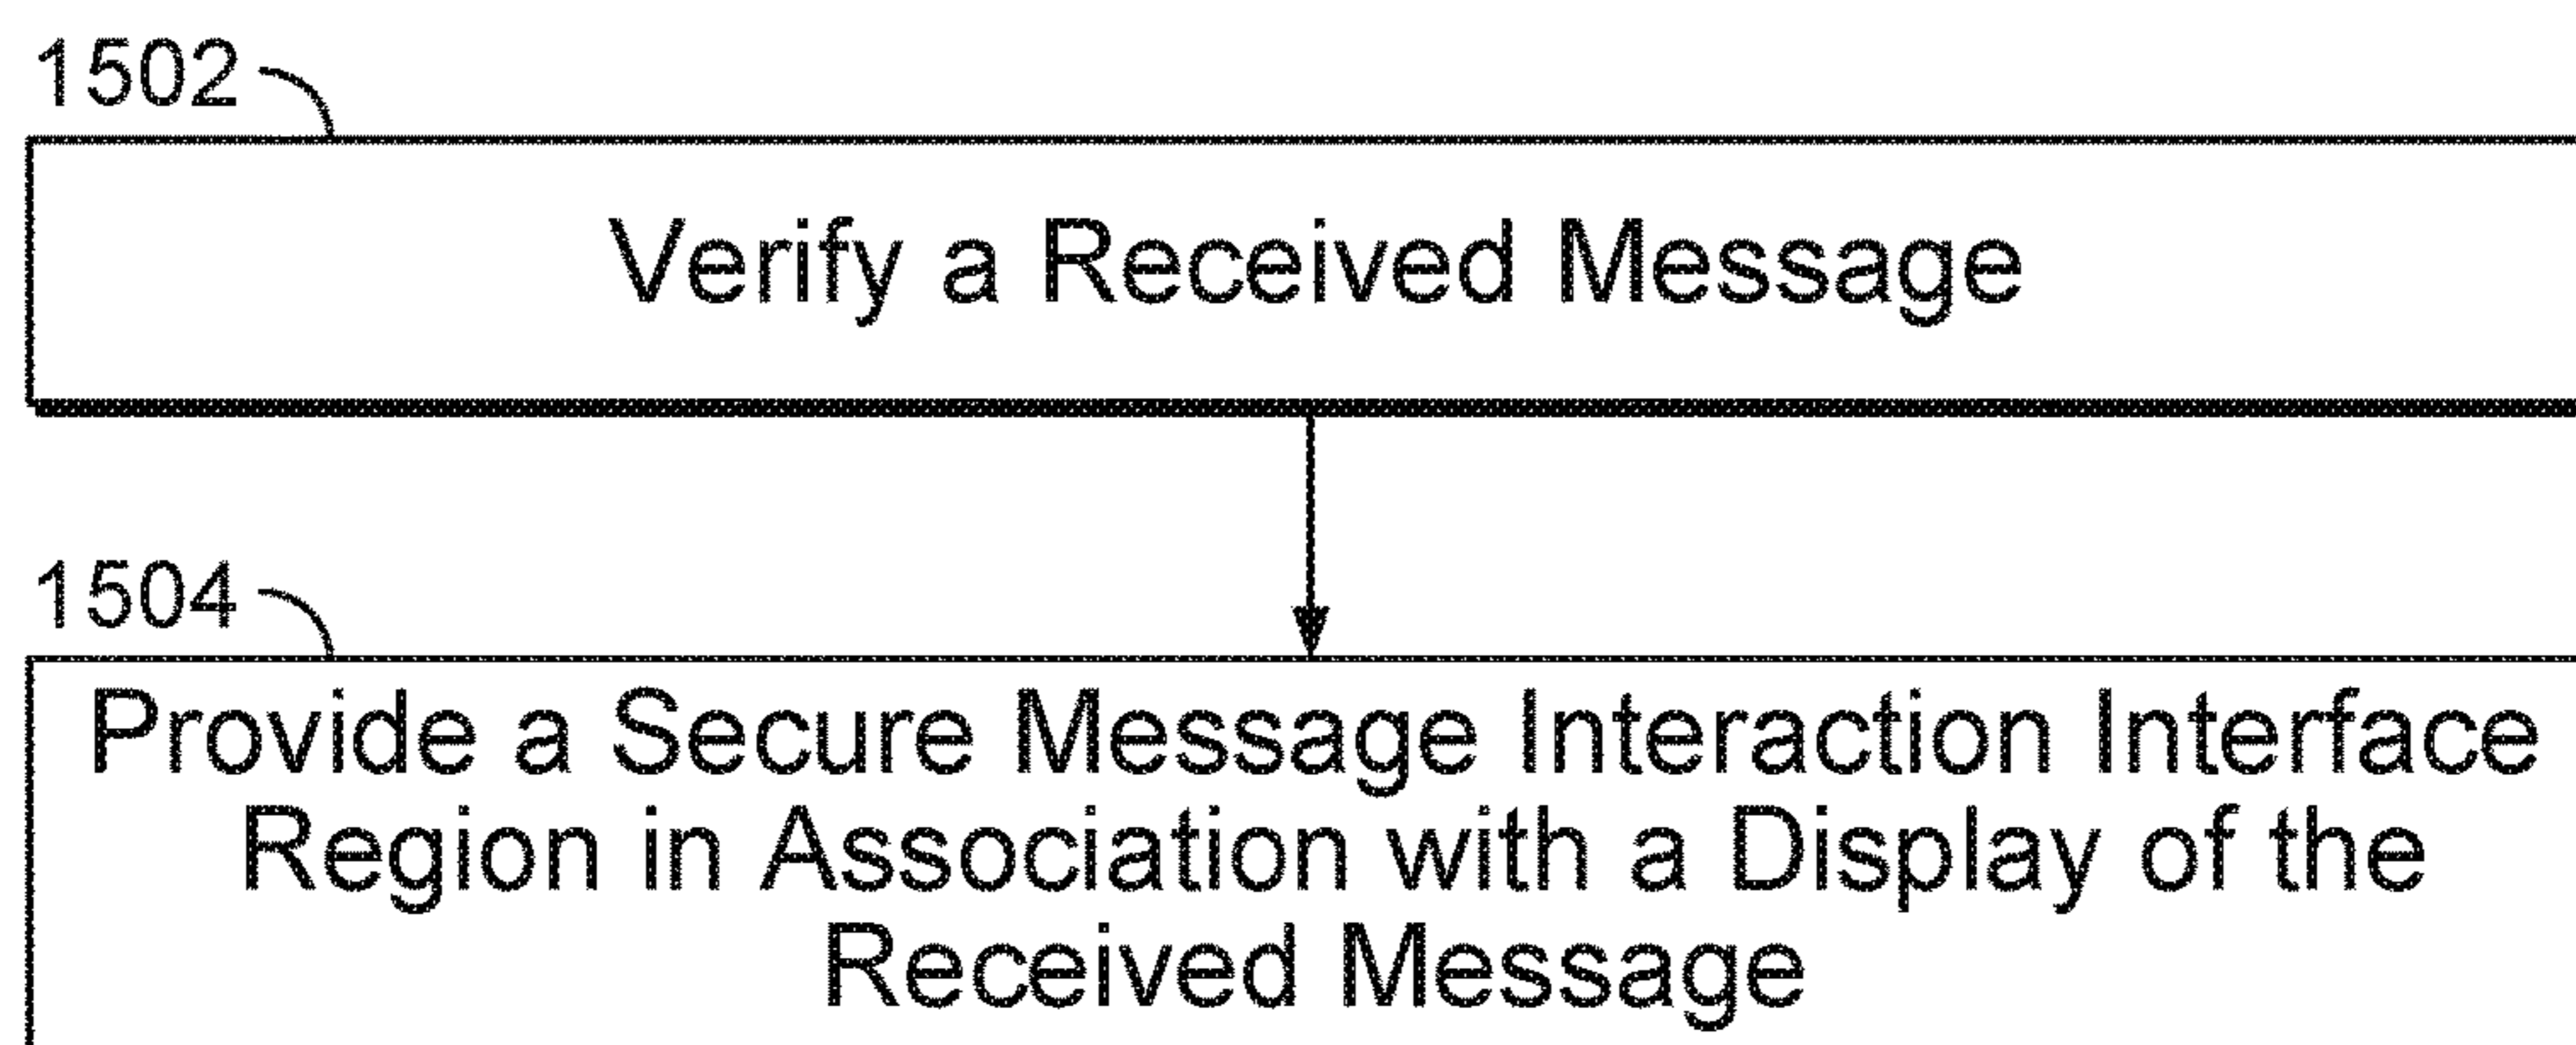 1502
Verify a Received Message
1504
Provide a Secure Message Interaction Interface
Region in Association with a Display of the
Received Message